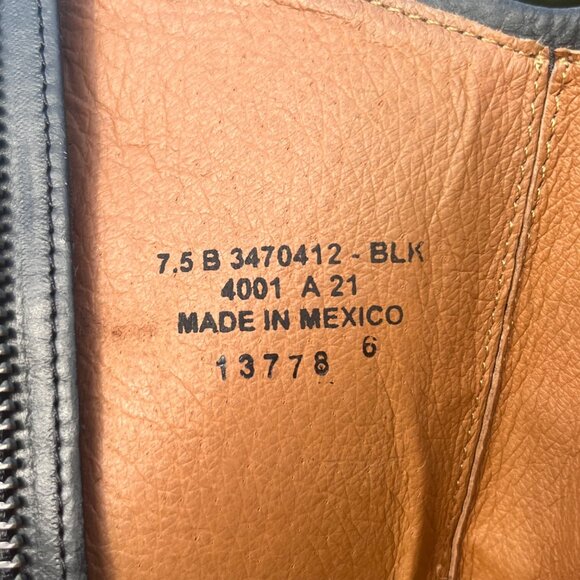 7.5 B 3470412 - BLK
4001 A 21
MADE IN MEXICO
13778 6